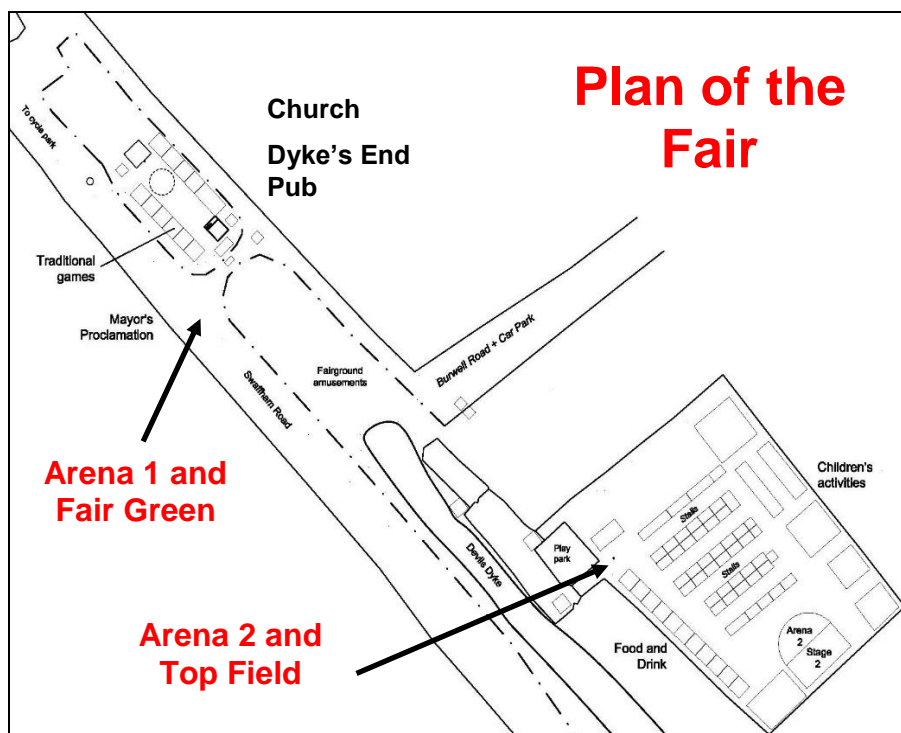 Plan of the
Fair
Church
Dyke's End
Pub
To cycle park
Traditional
games
Mayor's
Proclamation
Fairground
amusements
Swaffham Road
Burwell Road + Car Park
Arena 1 and
Fair Green
Children's
activities
Stalls
Stalls
Play
park
Devils Dyke
Arena 2 and
Top Field
Food and
Drink
Arena
2
Stage
2